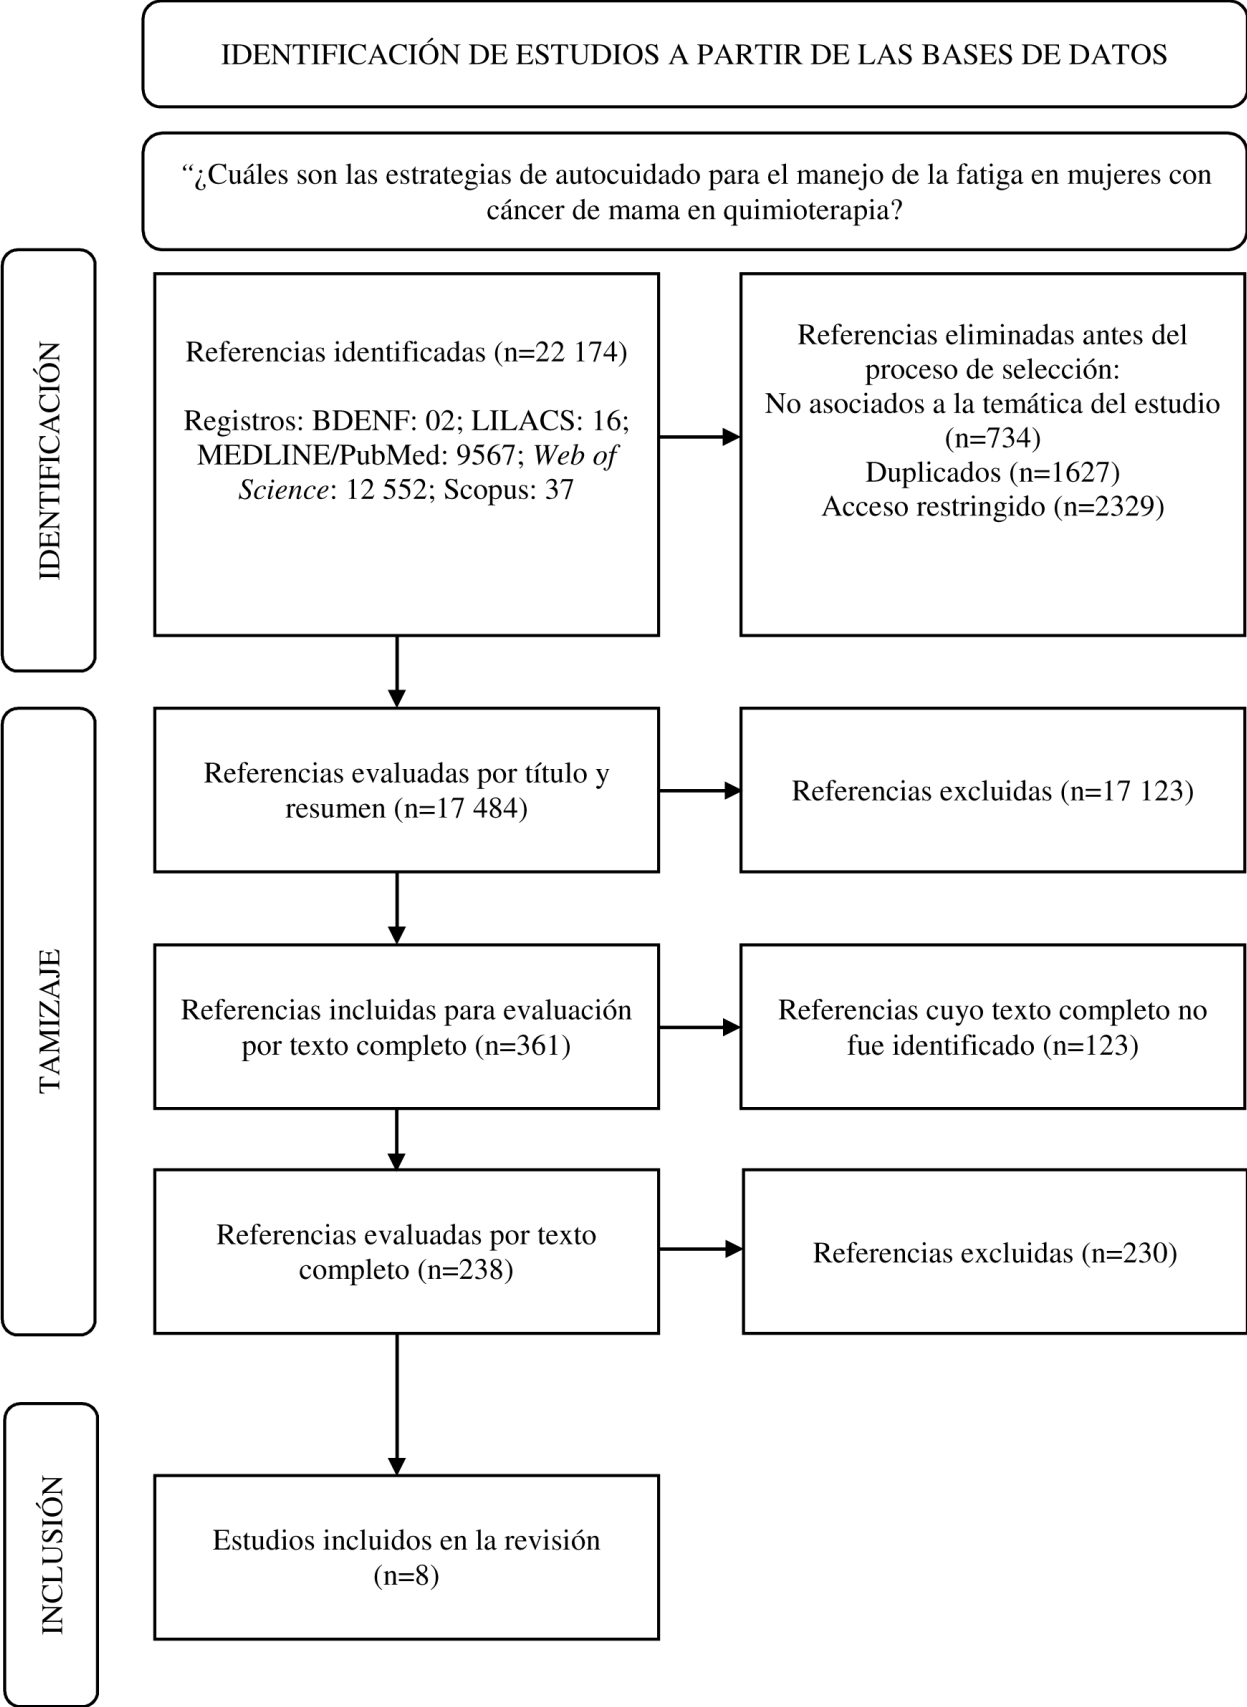 IDENTIFICACIÓN DE ESTUDIOS A PARTIR DE LAS BASES DE DATOS
“¿Cuáles son las estrategias de autocuidado para el manejo de la fatiga en mujeres con
cáncer de mama en quimioterapia?
IDENTIFICACIÓN
Referencias identificadas (n=22 174)
Registros: BDENF: 02; LILACS: 16;
MEDLINE/PubMed: 9567; Web of
Science: 12 552; Scopus: 37
Referencias eliminadas antes del
proceso de selección:
No asociados a la temática del estudio
(n=734)
Duplicados (n=1627)
Acceso restringido (n=2329)
TAMIZAJE
Referencias evaluadas por título y
resumen (n=17 484)
Referencias excluidas (n=17 123)
Referencias incluidas para evaluación
por texto completo (n=361)
Referencias cuyo texto completo no
fue identificado (n=123)
Referencias evaluadas por texto
completo (n=238)
Referencias excluidas (n=230)
INCLUSIÓN
Estudios incluidos en la revisión
(n=8)